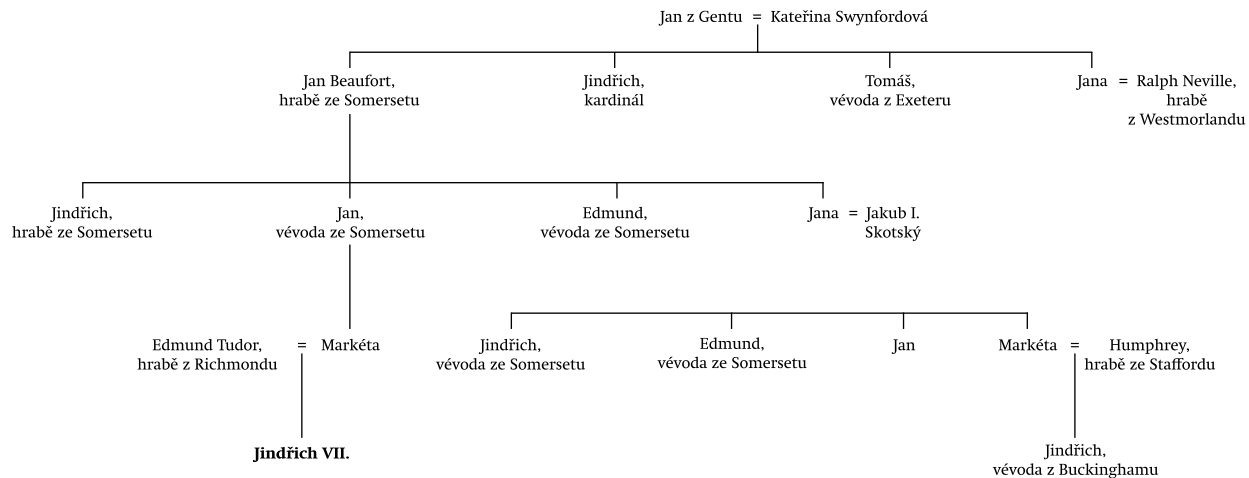 Jan z Gentu = Kateřina Swynfordová
Jan Beaufort,
hrabě ze Somersetu
Jindřich,
kardinál
Tomáš,
vévoda z Exeteru
Jana = Ralph Neville,
hrabě
z Westmorlandu
Jindřich,
hrabě ze Somersetu
Jan,
vévoda ze Somersetu
Edmund,
vévoda ze Somersetu
Jana = Jakub I.
Skotský
Edmund Tudor,
hrabě z Richmondu
= Markéta
Jindřich,
vévoda ze Somersetu
Edmund,
vévoda ze Somersetu
Jan
Markéta =
Humphrey,
hrabě ze Staffordu
Jindřich VII.
Jindřich,
vévoda z Buckinghamu